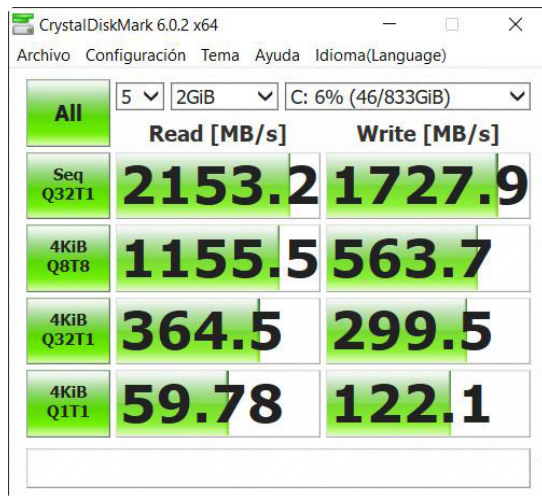 CrystalDiskMark 6.0.2 x64
Archivo Configuración Tema Ayuda Idioma(Language)
All 5 2GiB C: 6% (46/833GiB)
Read [MB/s] Write [MB/s]
Seq Q32T1 2153.2 1727.9
4KiB Q8T8 1155.5 563.7
4KiB Q32T1 364.5 299.5
4KiB Q1T1 59.78 122.1